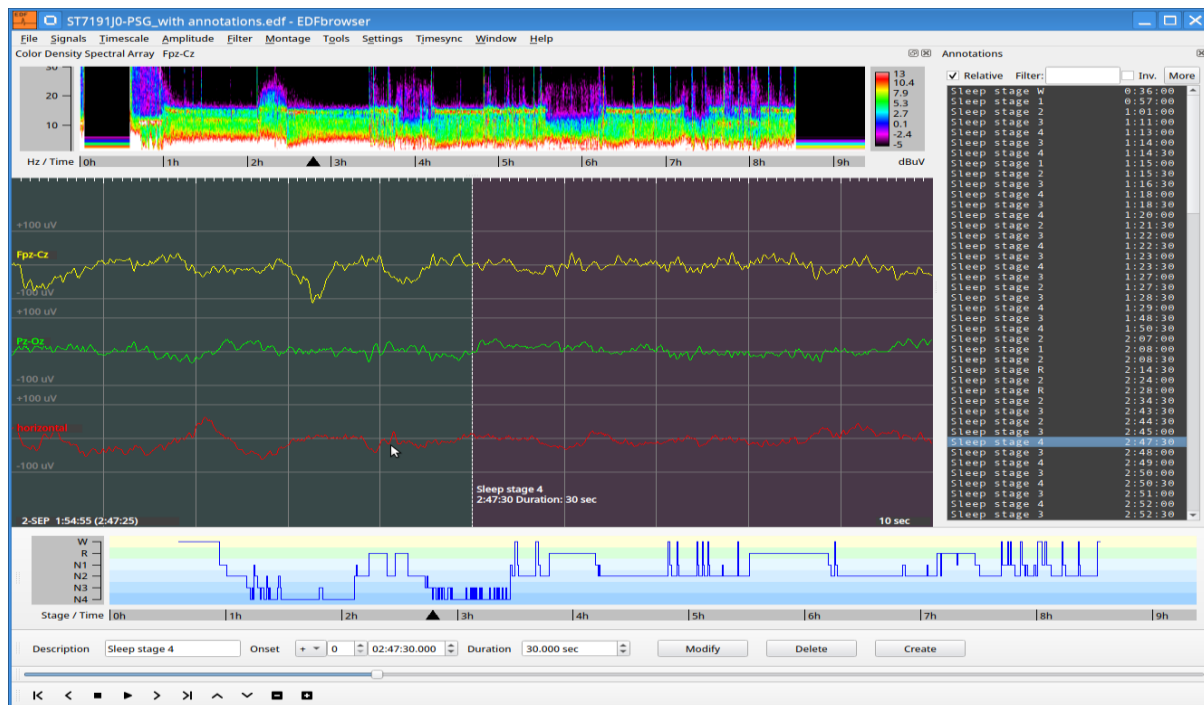 ST7191J0-PSG_with annotations.edf - EDFbrowser
File Signals Timescale Amplitude Filter Montage Tools Settings Timesync Window Help
Color Density Spectral Array Fpz-Cz
30
20
10
Hz / Time 0h 1h 2h 3h 4h 5h 6h 7h 8h 9h
13
10.4
7.9
5.3
2.7
0.1
-2.4
-5
dBuV
+100 uV
Fpz-Cz
-100 uV
+100 uV
Pz-Oz
-100 uV
+100 uV
horizontal
-100 uV
Sleep stage 4
2:47:30 Duration: 30 sec
2-SEP 1:54:55 (2:47:25) 10 sec
Annotations
Relative Filter: Inv. More
Sleep stage W 0:36:00
Sleep stage 1 0:57:00
Sleep stage 2 1:01:00
Sleep stage 3 1:11:00
Sleep stage 4 1:13:00
Sleep stage 3 1:14:00
Sleep stage 4 1:14:30
Sleep stage 1 1:15:00
Sleep stage 2 1:15:30
Sleep stage 3 1:16:30
Sleep stage 4 1:18:00
Sleep stage 3 1:18:30
Sleep stage 4 1:20:00
Sleep stage 2 1:21:30
Sleep stage 3 1:22:00
Sleep stage 4 1:22:30
Sleep stage 3 1:23:00
Sleep stage 4 1:23:30
Sleep stage 3 1:27:00
Sleep stage 2 1:27:30
Sleep stage 3 1:28:30
Sleep stage 4 1:29:00
Sleep stage 3 1:48:30
Sleep stage 4 1:50:30
Sleep stage 2 2:07:00
Sleep stage 1 2:08:00
Sleep stage 2 2:08:30
Sleep stage R 2:14:30
Sleep stage 2 2:24:00
Sleep stage R 2:28:00
Sleep stage 2 2:34:30
Sleep stage 3 2:43:30
Sleep stage 2 2:44:30
Sleep stage 3 2:45:00
Sleep stage 4 2:47:30
Sleep stage 3 2:48:00
Sleep stage 4 2:49:00
Sleep stage 3 2:50:00
Sleep stage 4 2:50:30
Sleep stage 3 2:51:00
Sleep stage 4 2:52:00
Sleep stage 3 2:52:30
W
R
N1
N2
N3
N4
Stage / Time 0h 1h 2h 3h 4h 5h 6h 7h 8h 9h
Description Sleep stage 4 Onset + 0 02:47:30.000 Duration 30.000 sec Modify Delete Create